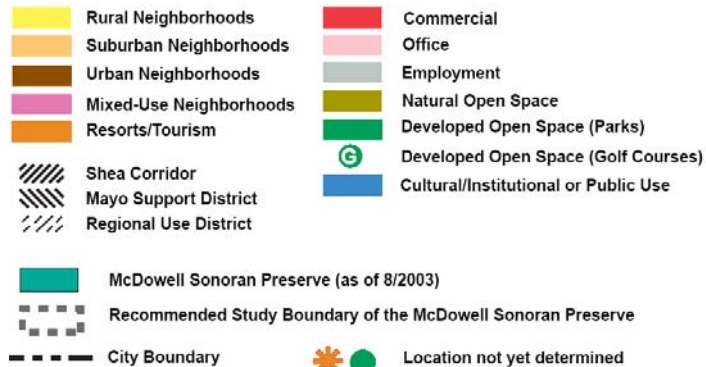 Rural Neighborhoods
Suburban Neighborhoods
Urban Neighborhoods
Mixed-Use Neighborhoods
Resorts/Tourism
Shea Corridor
Mayo Support District
Regional Use District
Commercial
Office
Employment
Natural Open Space
Developed Open Space (Parks)
G Developed Open Space (Golf Courses)
Cultural/Institutional or Public Use
McDowell Sonoran Preserve (as of 8/2003)
Recommended Study Boundary of the McDowell Sonoran Preserve
City Boundary
Location not yet determined